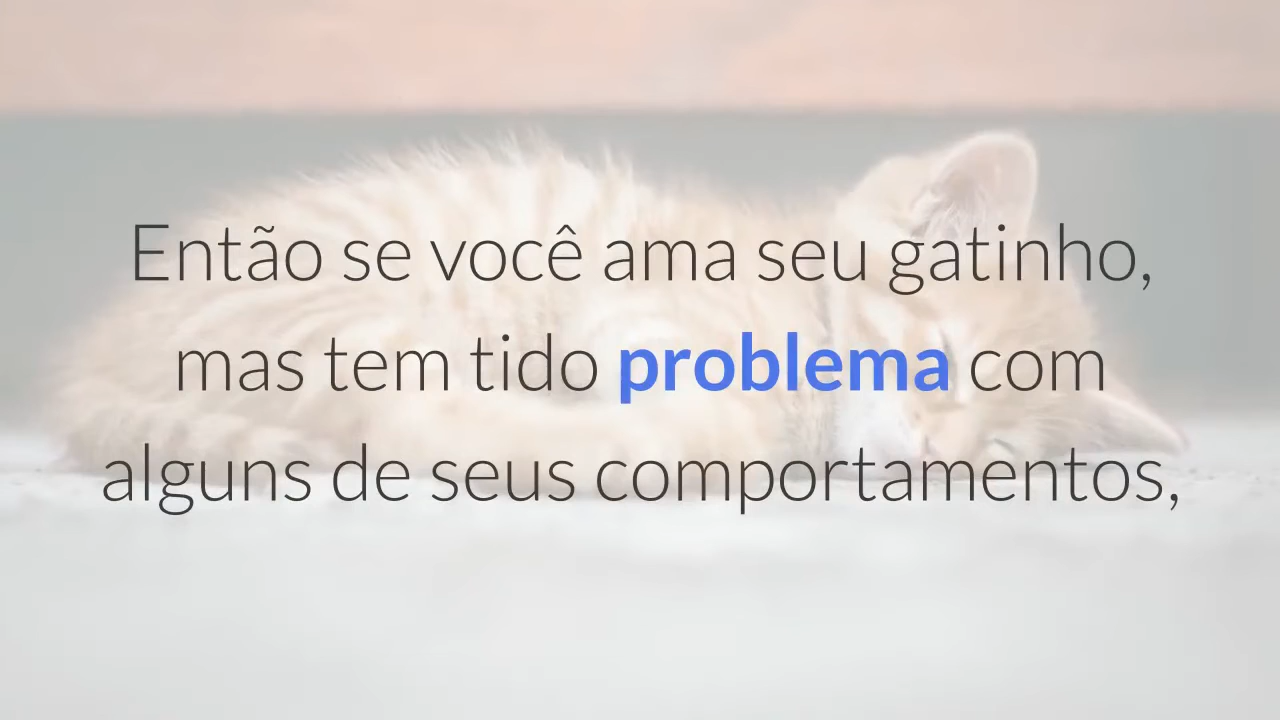 Então se você ama seu gatinho,
mas tem tido problema com
alguns de seus comportamentos,